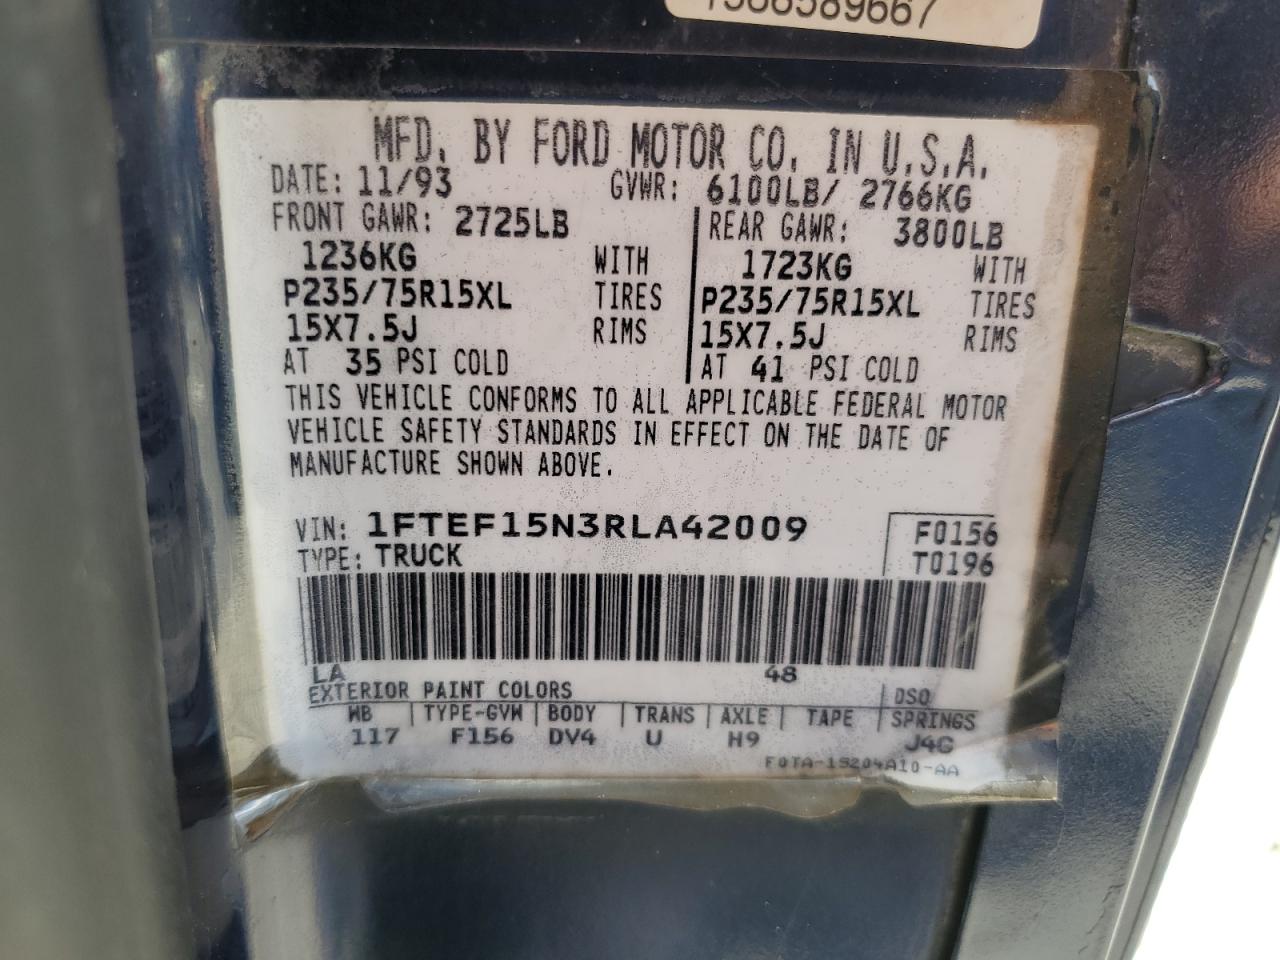 1588589667
MFD. BY FORD MOTOR CO. IN U.S.A.
DATE: 11/93 GVWR: 6100LB/ 2766KG
FRONT GAWR: 2725LB REAR GAWR: 3800LB
1236KG WITH 1723KG WITH
P235/75R15XL TIRES P235/75R15XL TIRES
15X7.5J RIMS 15X7.5J RIMS
AT 35 PSI COLD AT 41 PSI COLD
THIS VEHICLE CONFORMS TO ALL APPLICABLE FEDERAL MOTOR
VEHICLE SAFETY STANDARDS IN EFFECT ON THE DATE OF
MANUFACTURE SHOWN ABOVE.
VIN: 1FTEF15N3RLA42009 F0156
TYPE: TRUCK T0196
LA 48
EXTERIOR PAINT COLORS DSO
WB TYPE-GVW BODY TRANS AXLE TAPE SPRINGS
117 F156 DV4 U H9 J4G
F0TA-15204A10-AA